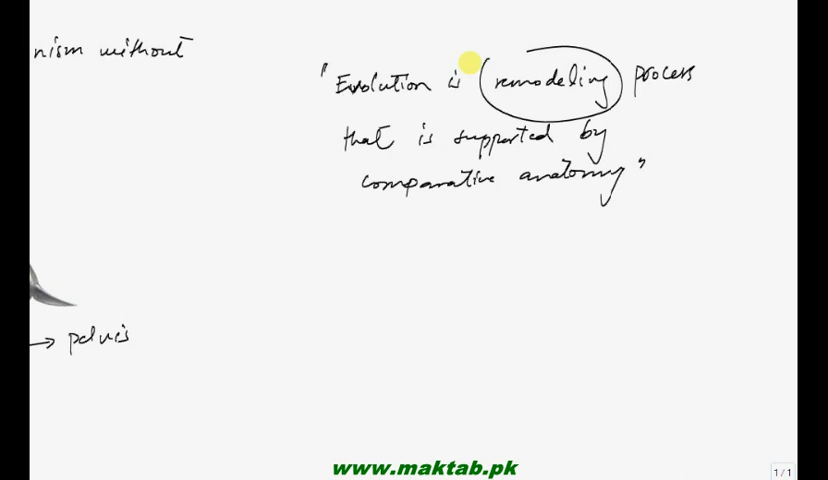 nism without
"Evolution is remodeling process
that is supported by
comparative anatomy"
→ pelvis
www.maktab.pk
1/1